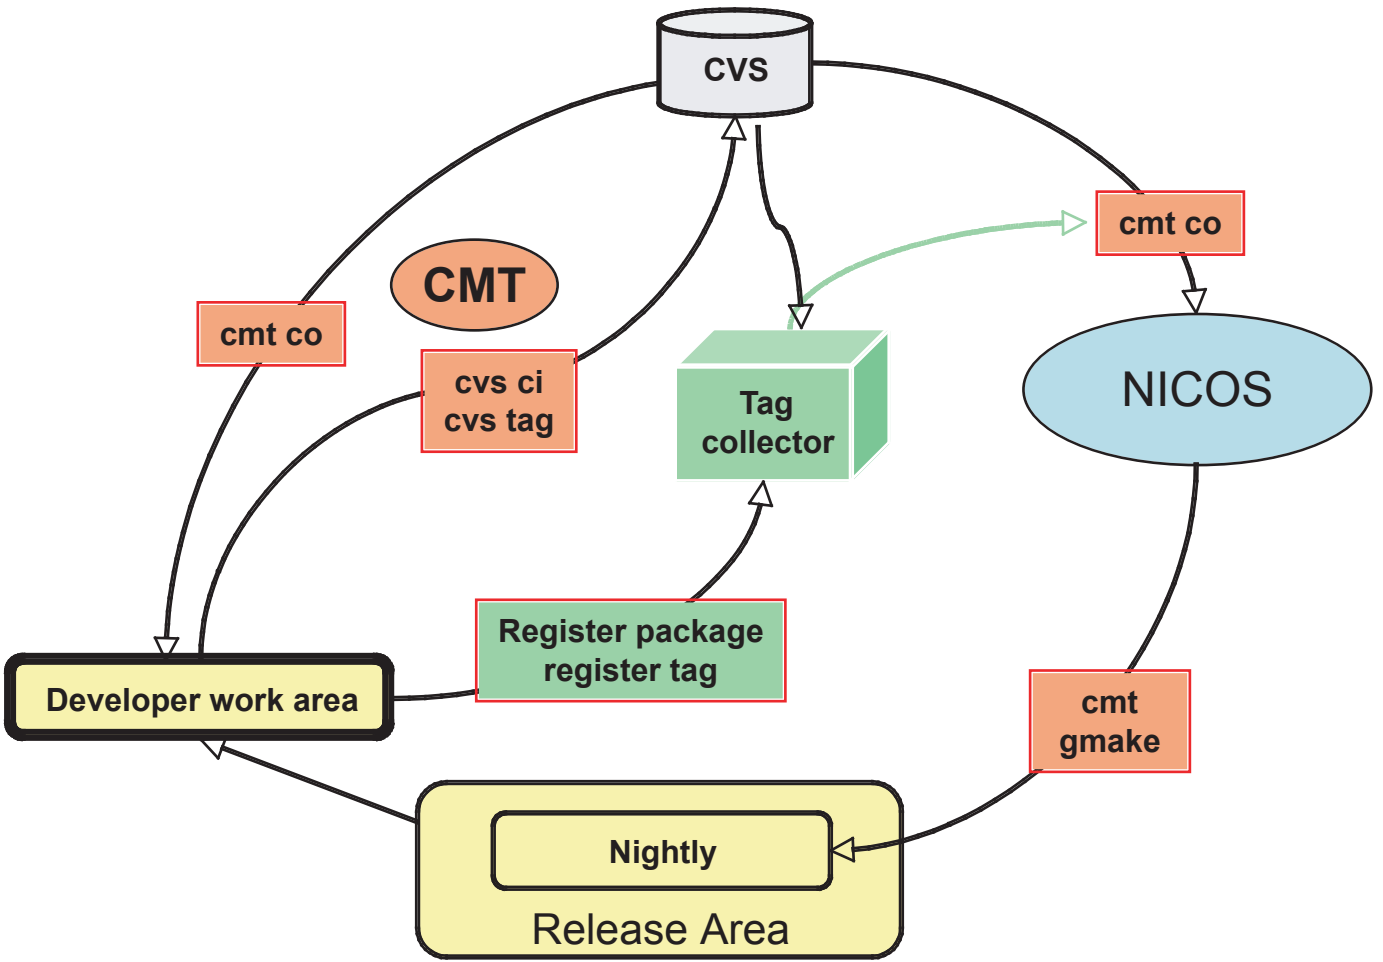 CVS
cmt co
CMT
cmt co
cvs ci
cvs tag
Tag
collector
NICOS
Register package
register tag
Developer work area
cmt
gmake
Nightly
Release Area